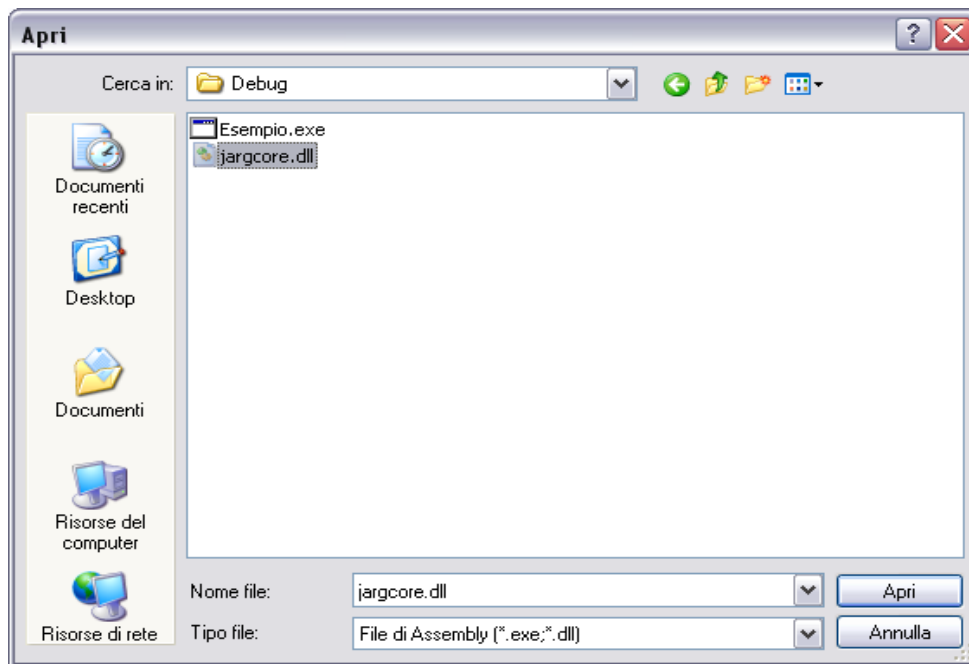 Apri
Cerca in:
Debug
Esempio.exe
jargcore.dll
Documenti
recenti
Desktop
Documenti
Risorse del
computer
Risorse di rete
Nome file:
jargcore.dll
Apri
Tipo file:
File di Assembly (*.exe;*.dll)
Annulla